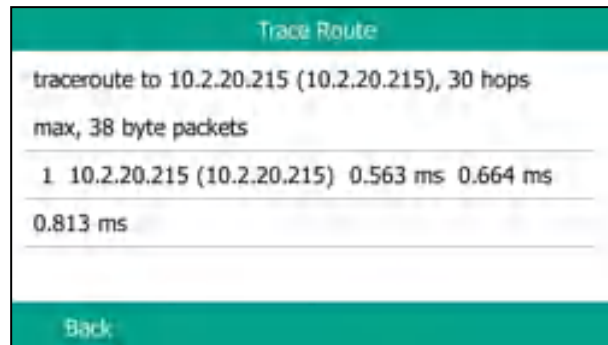 Trace Route
traceroute to 10.2.20.215 (10.2.20.215), 30 hops
max, 38 byte packets
1 10.2.20.215 (10.2.20.215) 0.563 ms 0.664 ms
0.813 ms
Back